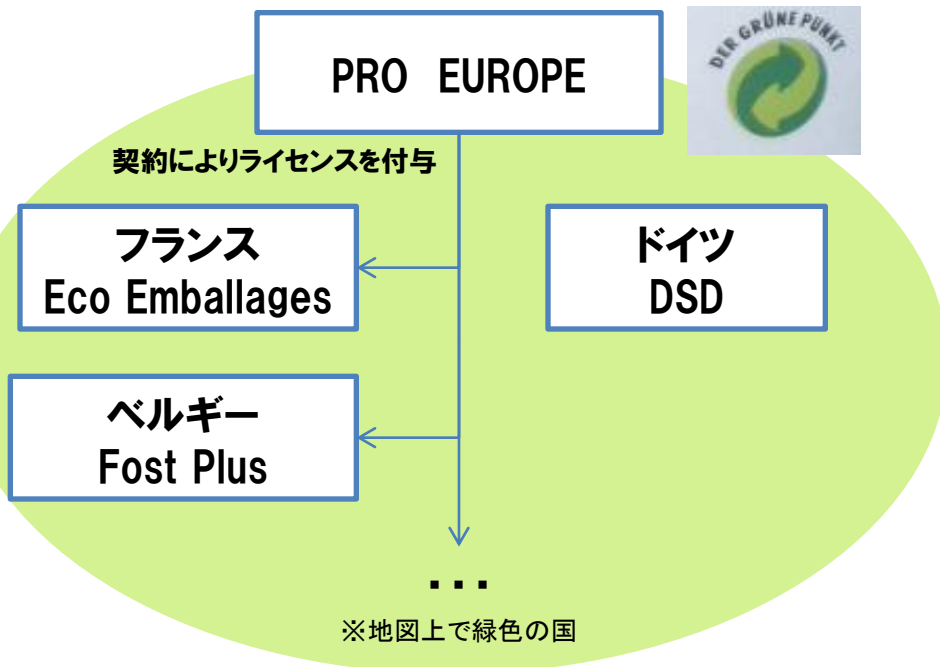 PRO EUROPE
DER GRÜNE PUNKT
契約によりライセンスを付与
フランス
Eco Emballages
ドイツ
DSD
ベルギー
Fost Plus
...
※地図上で緑色の国